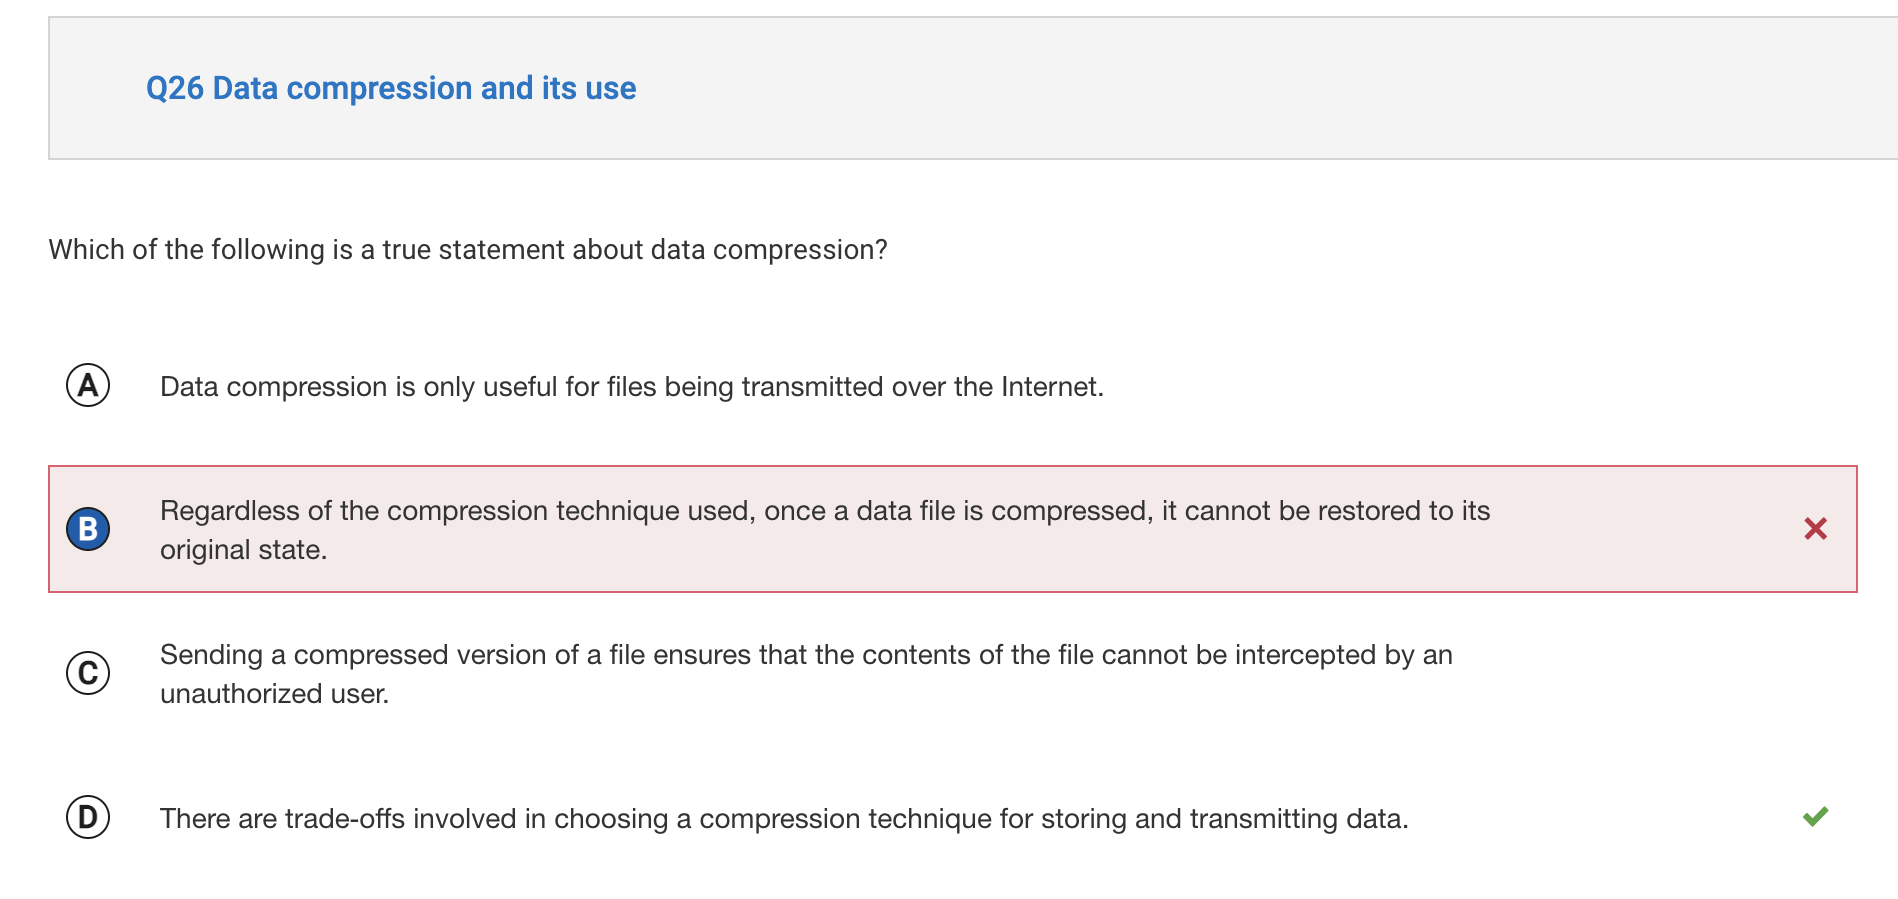 Q26 Data compression and its use
Which of the following is a true statement about data compression?
A Data compression is only useful for files being transmitted over the Internet.
B Regardless of the compression technique used, once a data file is compressed, it cannot be restored to its
original state.
C Sending a compressed version of a file ensures that the contents of the file cannot be intercepted by an
unauthorized user.
D There are trade-offs involved in choosing a compression technique for storing and transmitting data.